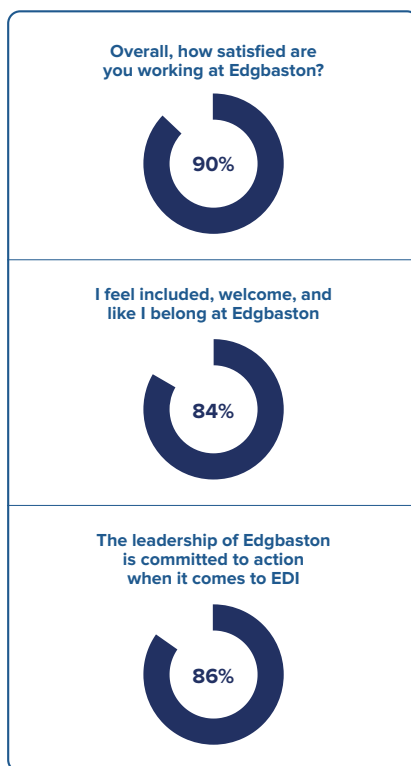 Overall, how satisfied are
you working at Edgbaston?
90%
I feel included, welcome, and
like I belong at Edgbaston
84%
The leadership of Edgbaston
is committed to action
when it comes to EDI
86%